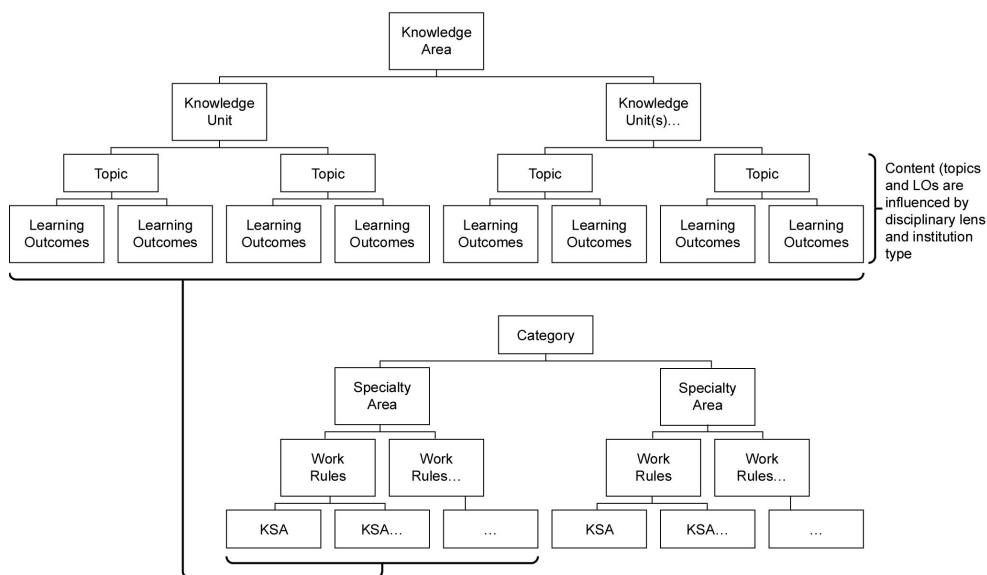 Knowledge
Area
Knowledge
Unit
Knowledge
Unit(s)...
Topic
Topic
Topic
Topic
Learning
Outcomes
Learning
Outcomes
Learning
Outcomes
Learning
Outcomes
Learning
Outcomes
Learning
Outcomes
Learning
Outcomes
Learning
Outcomes
Content (topics
and LOs are
influenced by
disciplinary lens
and institution
type
Category
Specialty
Area
Specialty
Area
Work
Rules
Work
Rules...
Work
Rules
Work
Rules...
KSA
KSA...
...
KSA
KSA...
...